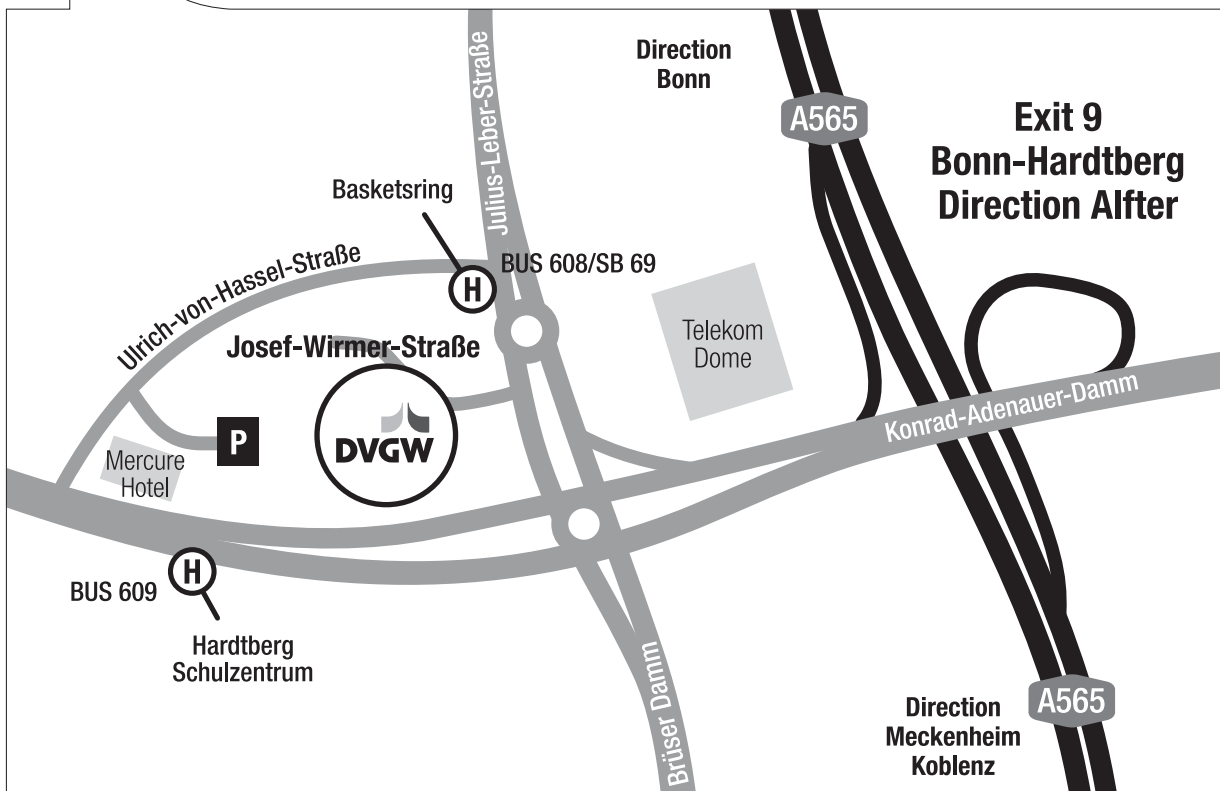 Direction
Bonn
A565
Exit 9
Bonn-Hardtberg
Direction Alfter
Julius-Leber-Straße
Basketsring
H
BUS 608/SB 69
Ulrich-von-Hassel-Straße
Josef-Wirmer-Straße
Telekom
Dome
Konrad-Adenauer-Damm
DVGW
P
Mercure
Hotel
H
BUS 609
Hardtberg
Schulzentrum
Brüser Damm
A565
Direction
Meckenheim
Koblenz